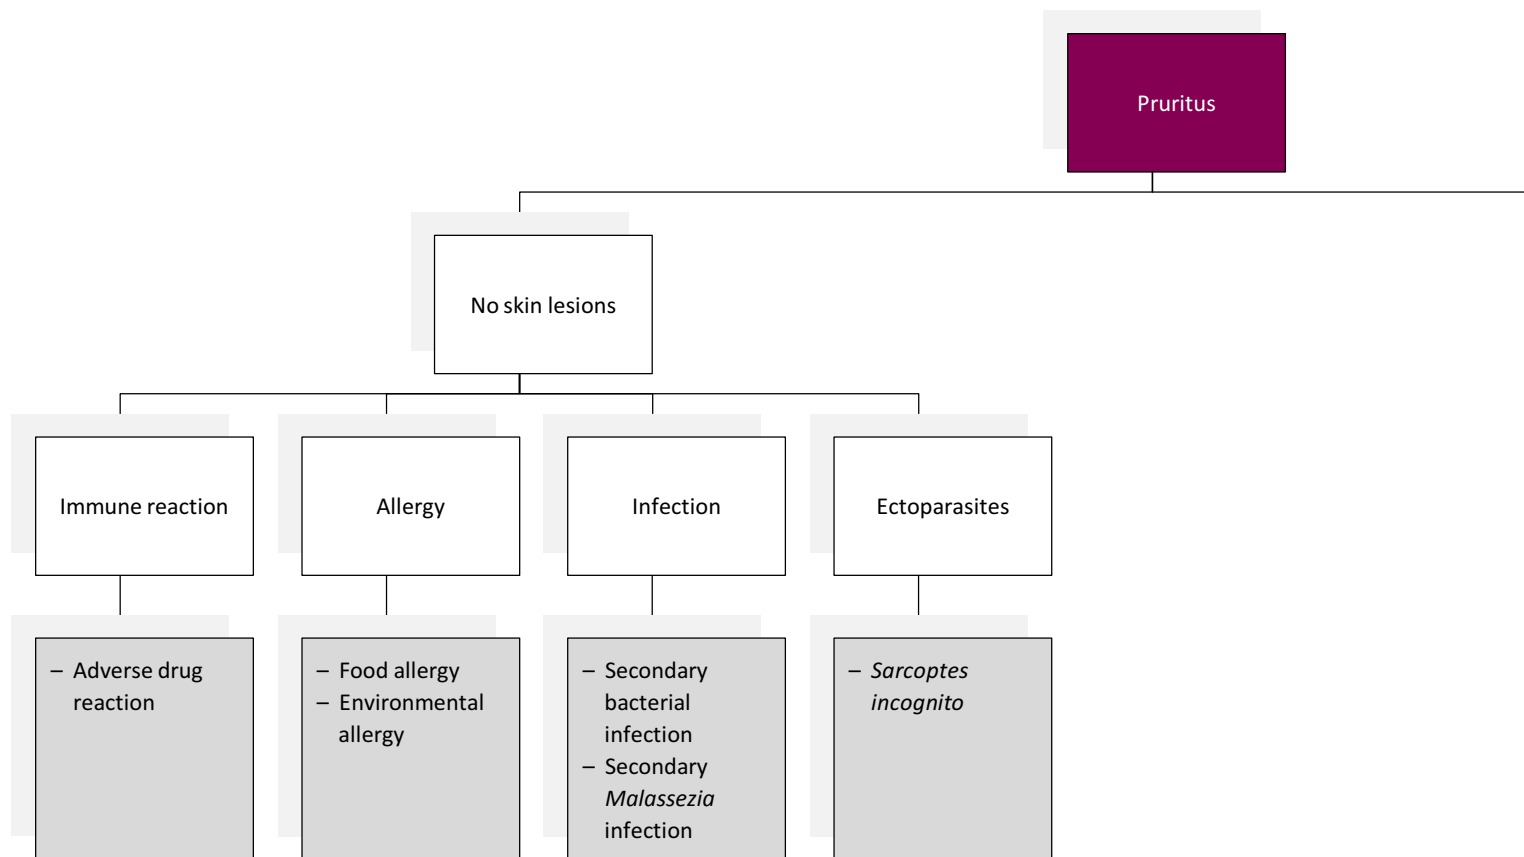 Pruritus
No skin lesions
Immune reaction
Allergy
Infection
Ectoparasites
– Adverse drug
reaction
– Food allergy
– Environmental
allergy
– Secondary
bacterial
infection
– Secondary
Malassezia
infection
– Sarcoptes
incognito